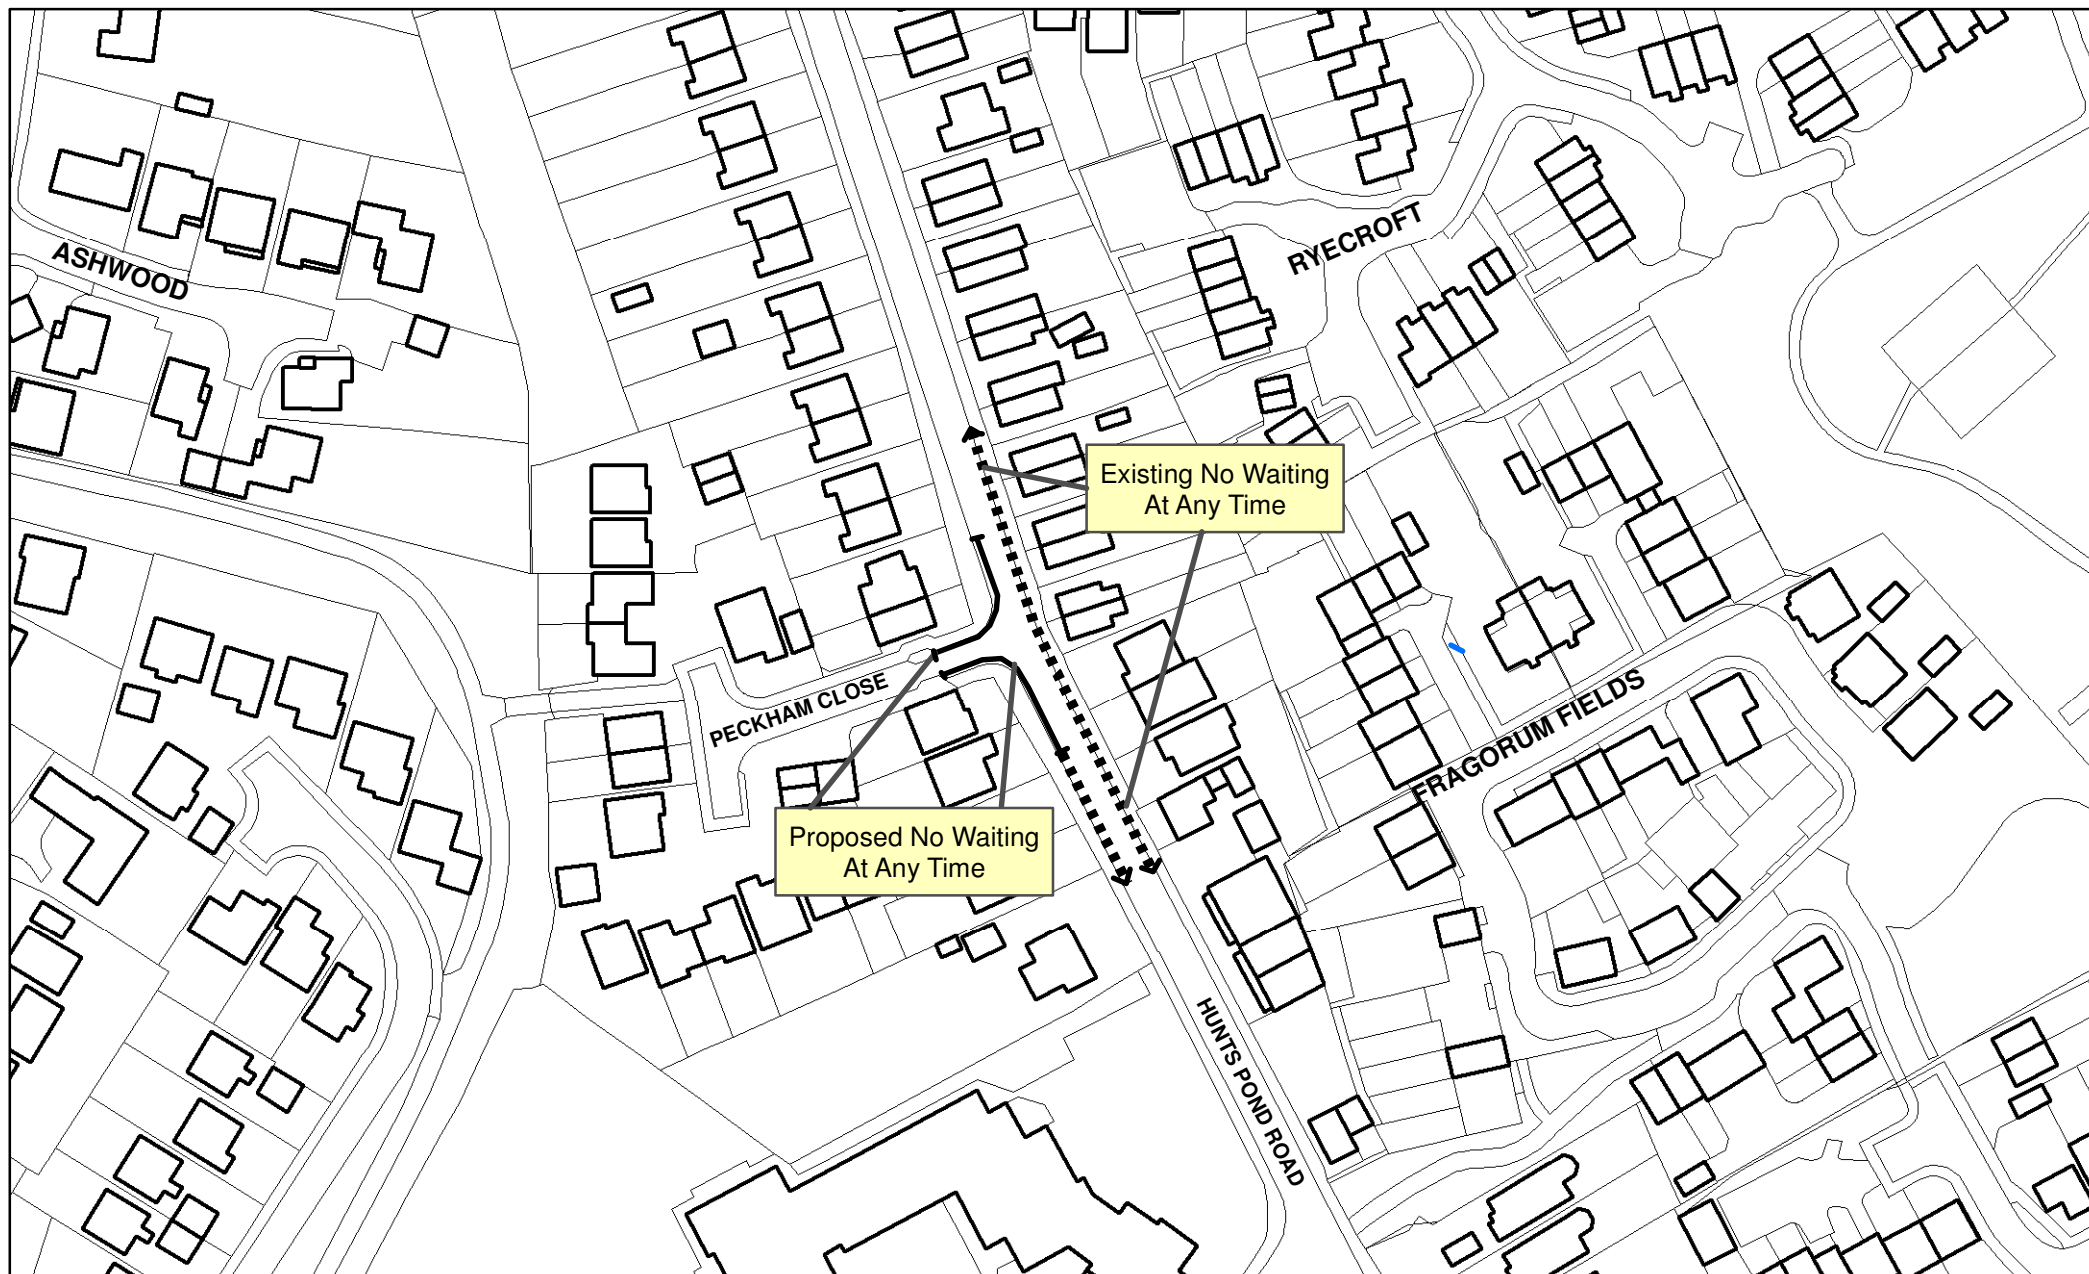 ASHWOOD
RYECROFT
Existing No Waiting
At Any Time
PECKHAM CLOSE
FRAGORUM FIELDS
Proposed No Waiting
At Any Time
HUNTS POND ROAD